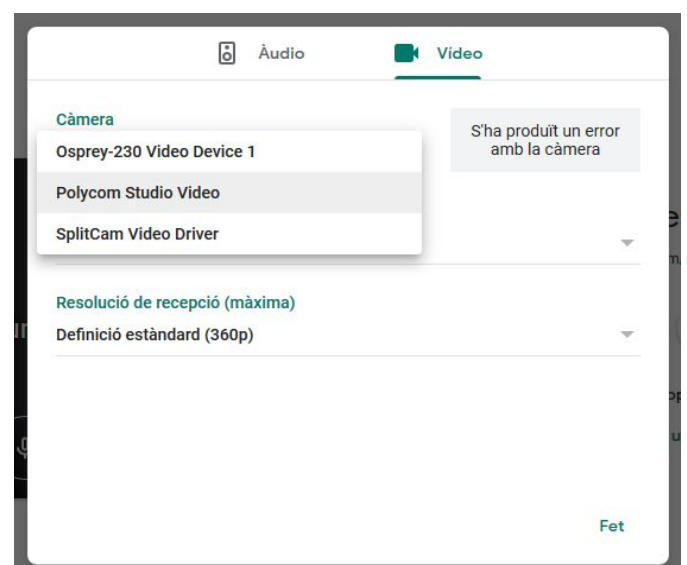 Àudio
Vídeo
Càmera
S'ha produït un error
amb la càmera
Osprey-230 Video Device 1
Polycom Studio Video
SplitCam Video Driver
Resolució de recepció (màxima)
Definició estàndard (360p)
Fet